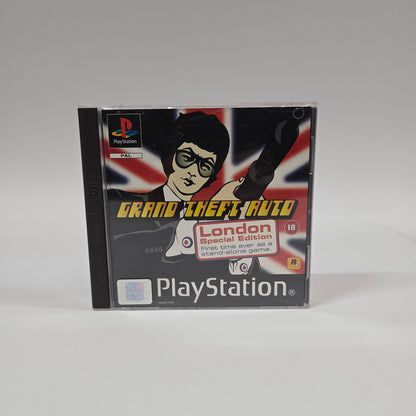 PlayStation
PAL
GRAND THEFT AUTO
London
Special Edition
First time ever as a
stand-alone game.
18
R
PlayStation®